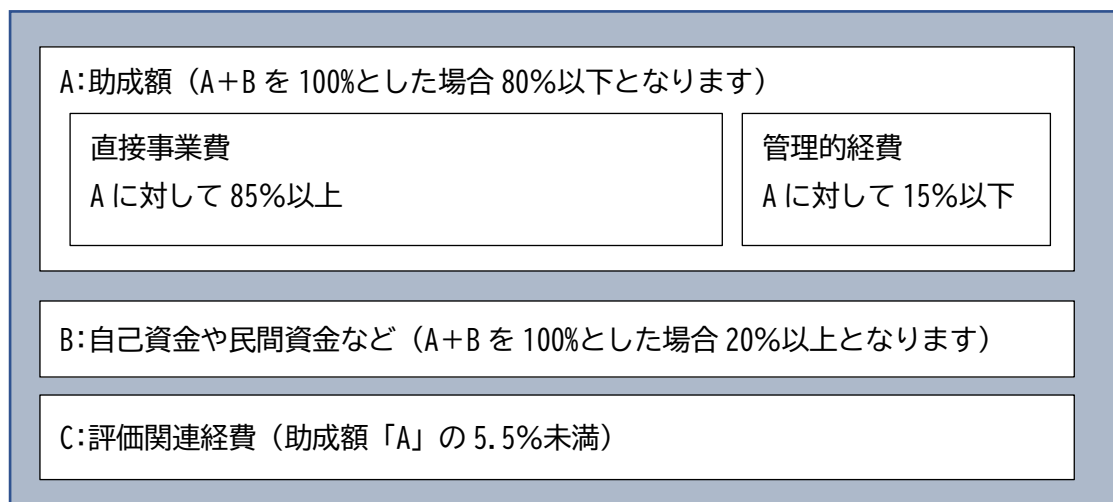 A:助成額（A＋B を 100%とした場合 80%以下となります）
直接事業費
A に対して 85%以上
管理的経費
A に対して 15%以下
B:自己資金や民間資金など（A＋B を 100%とした場合 20%以上となります）
C:評価関連経費（助成額「A」の 5.5%未満）